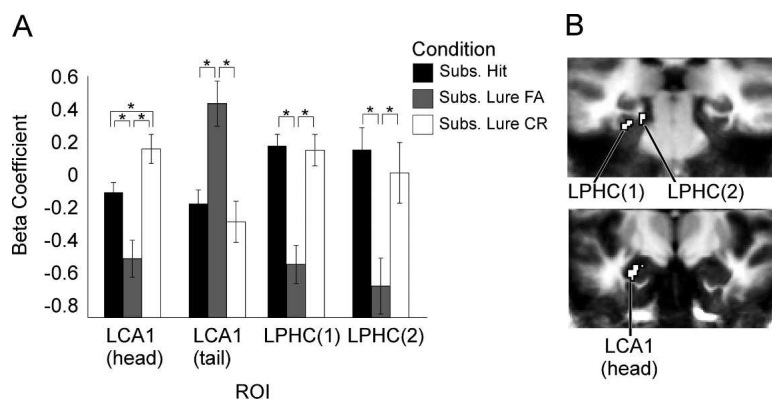 A
B
Condition
Subs. Hit
Subs. Lure FA
Subs. Lure CR
0.6
0.4
0.2
0
-0.2
-0.4
-0.6
-0.8
Beta Coefficient
* * * * * * * * *
LCA1
(head)
LCA1
(tail)
LPHC(1)
LPHC(2)
ROI
LPHC(1) LPHC(2)
LCA1
(head)